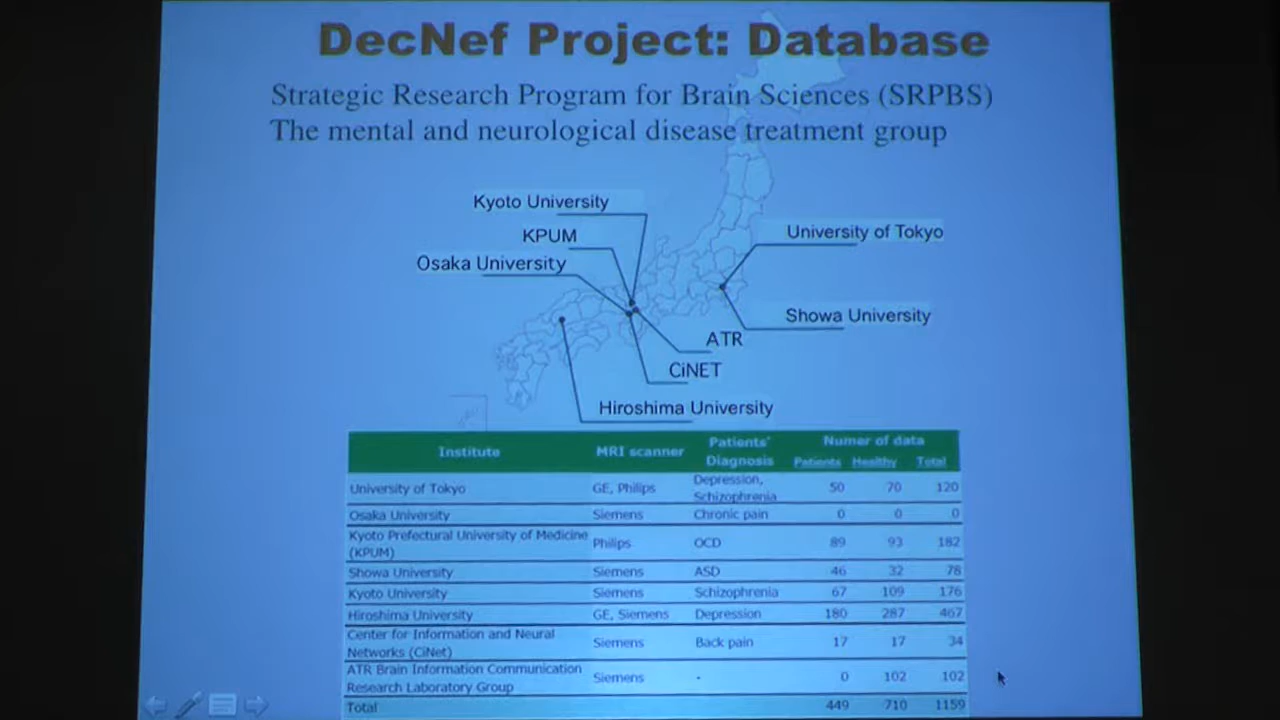 DecNef Project: Database
Strategic Research Program for Brain Sciences (SRPBS)
The mental and neurological disease treatment group
Kyoto University
KPUM
Osaka University
University of Tokyo
Showa University
ATR
CiNET
Hiroshima University
Institute MRI scanner Patients' Diagnosis Numer of data
Patients Healthy Total
University of Tokyo GE, Philips Depression, Schizophrenia 50 70 120
Osaka University Siemens Chronic pain 0 0 0
Kyoto Prefectural University of Medicine (KPUM) Philips OCD 89 93 182
Showa University Siemens ASD 46 32 78
Kyoto University Siemens Schizophrenia 67 109 176
Hiroshima University GE, Siemens Depression 180 287 467
Center for Information and Neural Networks (CiNet) Siemens Back pain 17 17 34
ATR Brain Information Communication Research Laboratory Group Siemens - 0 102 102
Total 449 710 1159